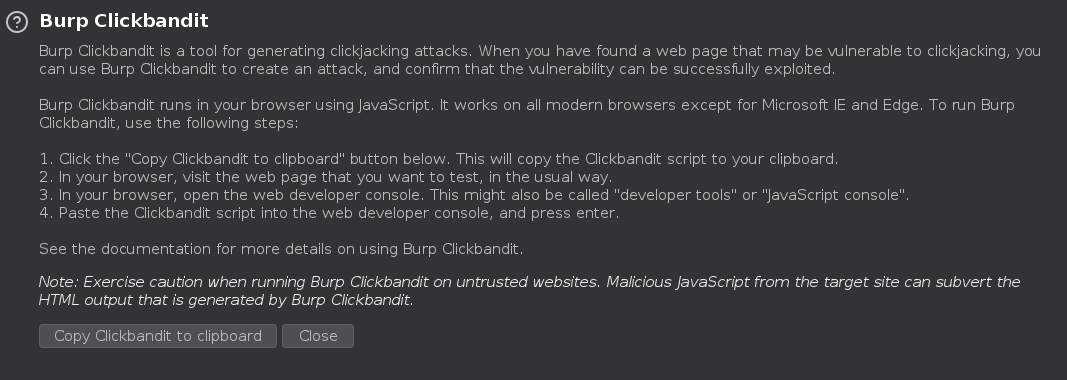 Burp Clickbandit
Burp Clickbandit is a tool for generating clickjacking attacks. When you have found a web page that may be vulnerable to clickjacking, you
can use Burp Clickbandit to create an attack, and confirm that the vulnerability can be successfully exploited.
Burp Clickbandit runs in your browser using JavaScript. It works on all modern browsers except for Microsoft IE and Edge. To run Burp
Clickbandit, use the following steps:
1. Click the "Copy Clickbandit to clipboard" button below. This will copy the Clickbandit script to your clipboard.
2. In your browser, visit the web page that you want to test, in the usual way.
3. In your browser, open the web developer console. This might also be called "developer tools" or "JavaScript console".
4. Paste the Clickbandit script into the web developer console, and press enter.
See the documentation for more details on using Burp Clickbandit.
Note: Exercise caution when running Burp Clickbandit on untrusted websites. Malicious JavaScript from the target site can subvert the
HTML output that is generated by Burp Clickbandit.
Copy Clickbandit to clipboard Close